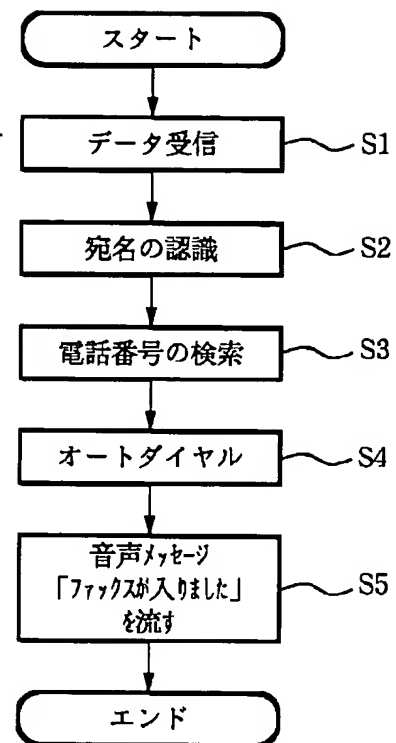 スタート
データ受信
S1
宛名の認識
S2
電話番号の検索
S3
オートダイヤル
S4
音声メッセージ
「ファックスが入りました」
を流す
S5
エンド